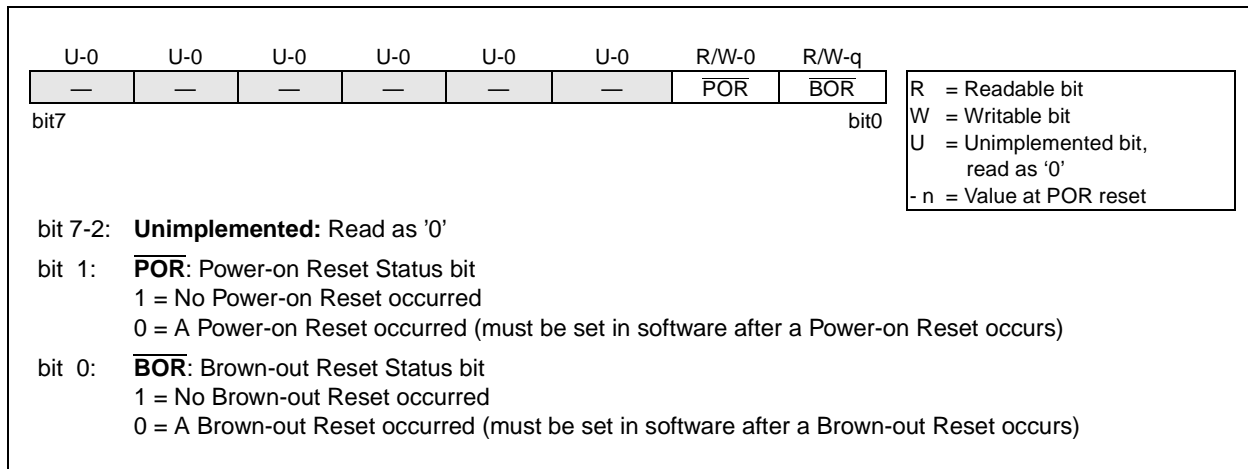 U-0 U-0 U-0 U-0 U-0 U-0 R/W-0 R/W-q
— — — — — — P̅O̅R̅ B̅O̅R̅
bit7 bit0
R = Readable bit
W = Writable bit
U = Unimplemented bit,
read as ‘0’
- n = Value at POR reset
bit 7-2: Unimplemented: Read as '0'
bit 1: P̅O̅R̅: Power-on Reset Status bit
1 = No Power-on Reset occurred
0 = A Power-on Reset occurred (must be set in software after a Power-on Reset occurs)
bit 0: B̅O̅R̅: Brown-out Reset Status bit
1 = No Brown-out Reset occurred
0 = A Brown-out Reset occurred (must be set in software after a Brown-out Reset occurs)